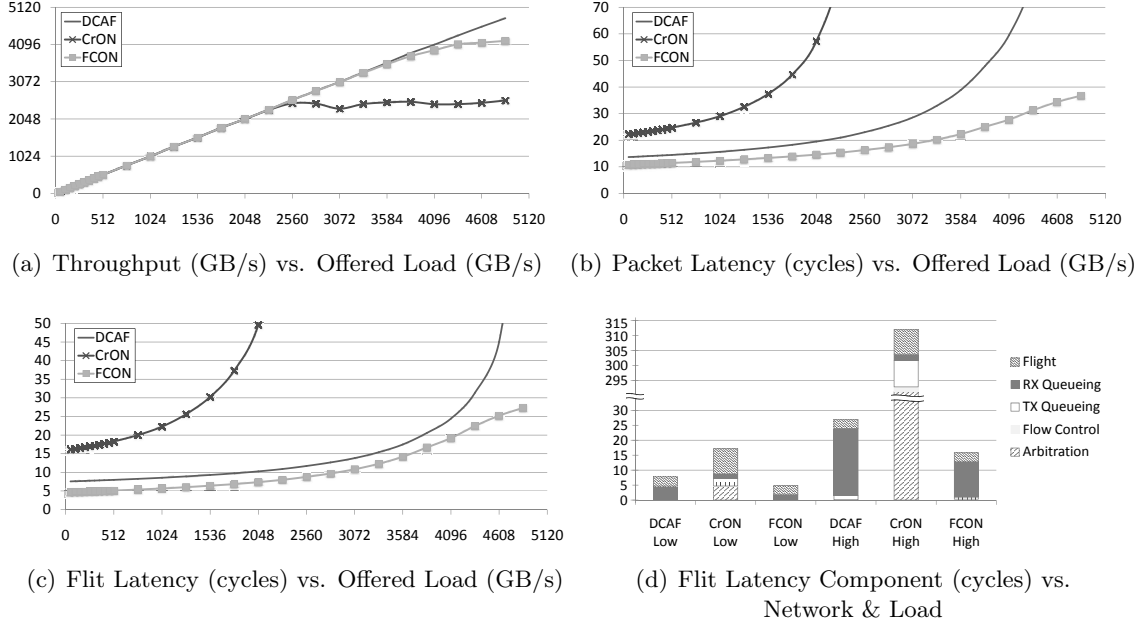 5120
4096
3072
2048
1024
0
DCAF
CrON
FCON
0 512 1024 1536 2048 2560 3072 3584 4096 4608 5120
(a) Throughput (GB/s) vs. Offered Load (GB/s)
70
60
50
40
30
20
10
0
DCAF
CrON
FCON
0 512 1024 1536 2048 2560 3072 3584 4096 4608 5120
(b) Packet Latency (cycles) vs. Offered Load (GB/s)
50
45
40
35
30
25
20
15
10
5
0
DCAF
CrON
FCON
0 512 1024 1536 2048 2560 3072 3584 4096 4608 5120
(c) Flit Latency (cycles) vs. Offered Load (GB/s)
315
310
305
300
295
30
25
20
15
10
5
0
DCAF CrON FCON DCAF CrON FCON
Low Low Low High High High
Flight
RX Queueing
TX Queueing
Flow Control
Arbitration
(d) Flit Latency Component (cycles) vs.
Network & Load